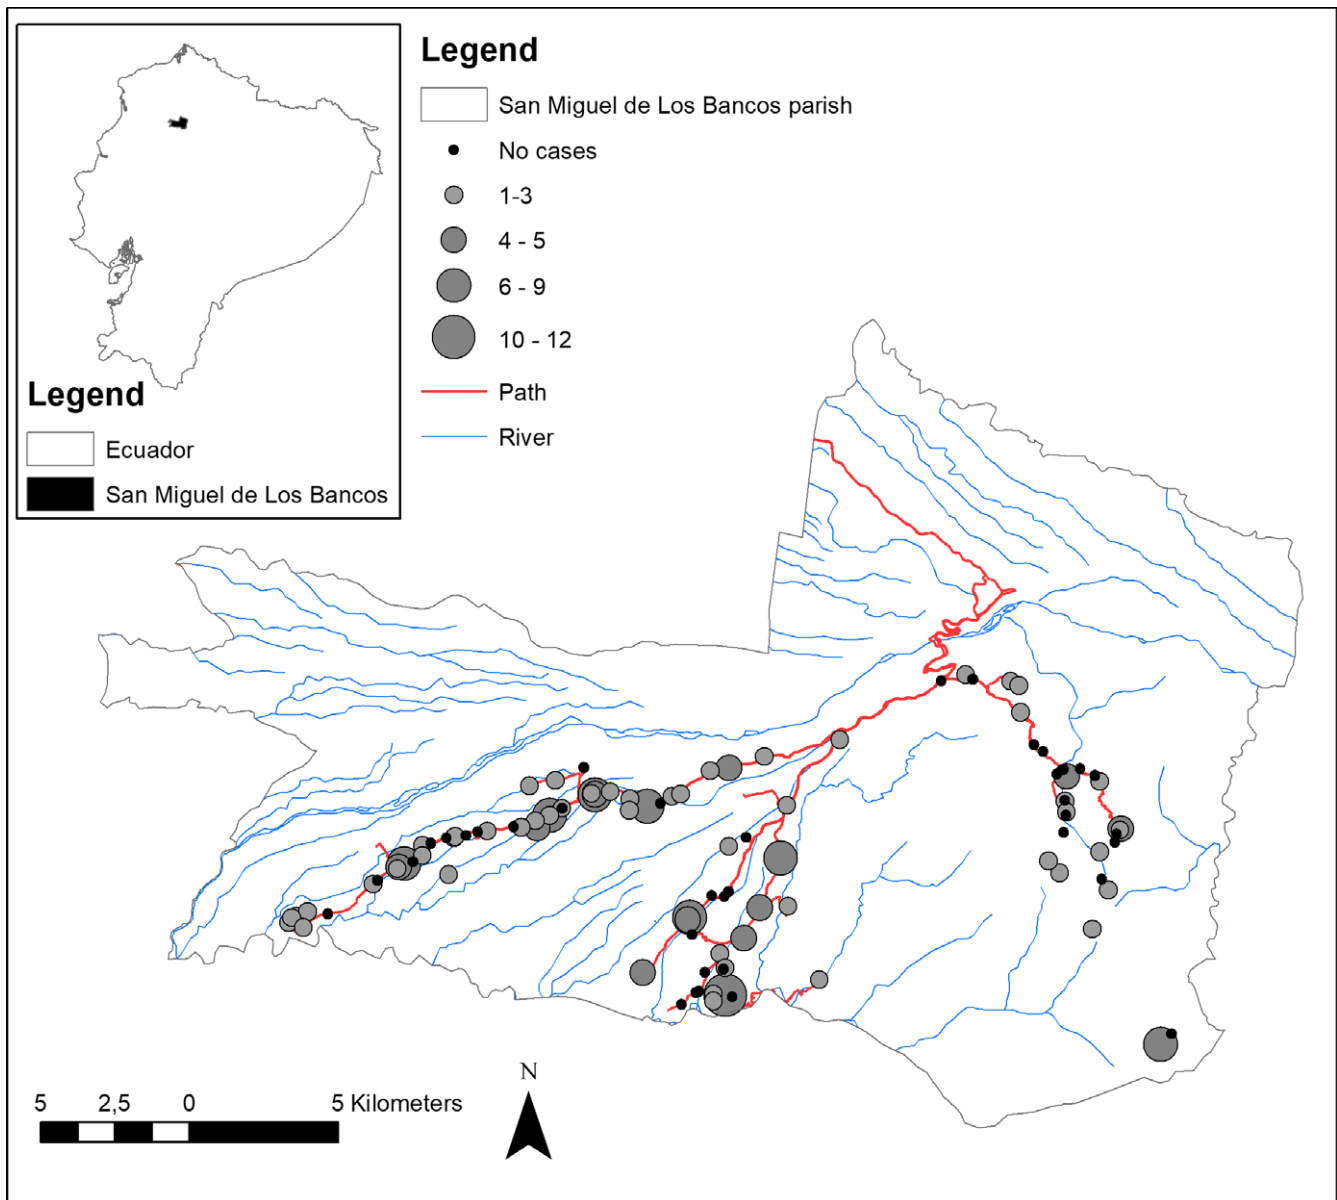 Legend
San Miguel de Los Bancos parish
No cases
1-3
4 - 5
6 - 9
10 - 12
Path
River
Legend
Ecuador
San Miguel de Los Bancos
N
5 2,5 0 5 Kilometers